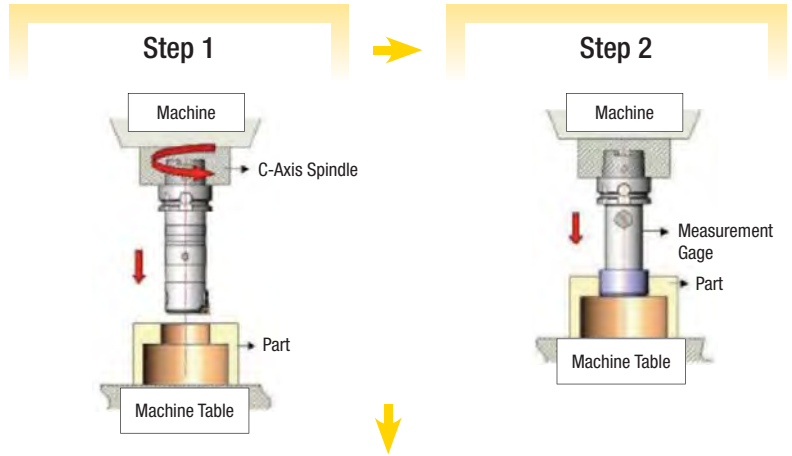 Step 1
Machine
C-Axis Spindle
Part
Machine Table
Step 2
Machine
Measurement
Gage
Part
Machine Table